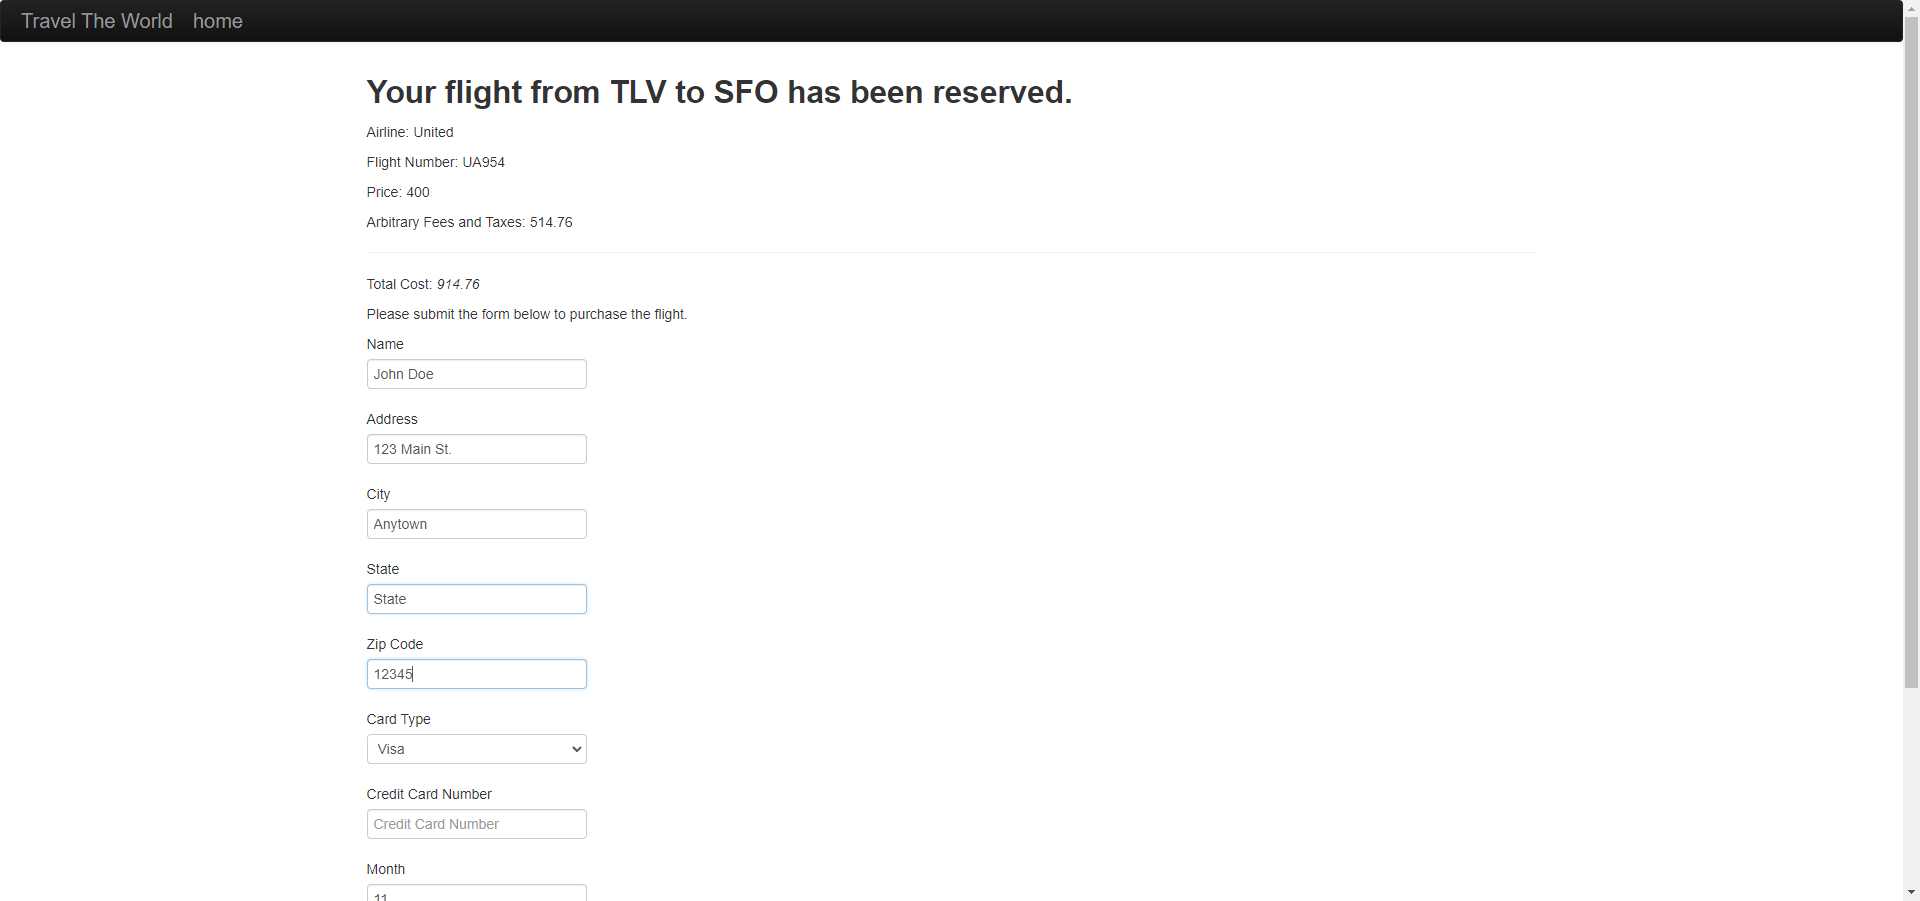 Travel The World home
Your flight from TLV to SFO has been reserved.
Airline: United
Flight Number: UA954
Price: 400
Arbitrary Fees and Taxes: 514.76
Total Cost: 914.76
Please submit the form below to purchase the flight.
Name
John Doe
Address
123 Main St.
City
Anytown
State
State
Zip Code
12345
Card Type
Visa
Credit Card Number
Credit Card Number
Month
11